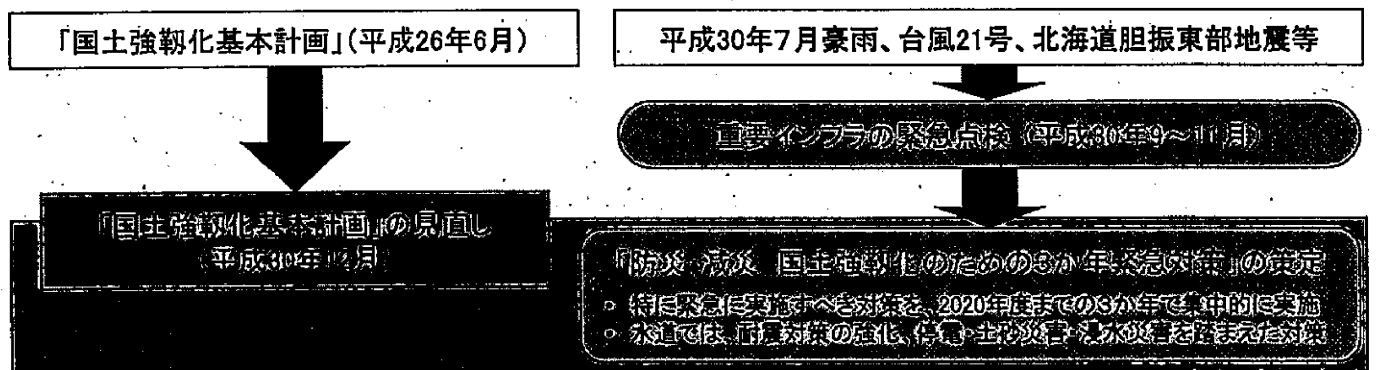 「国土強靱化基本計画」(平成26年6月)
平成30年7月豪雨、台風21号、北海道胆振東部地震等
重要インフラの緊急点検（平成30年9～11月）
「国土強靱化基本計画」の見直し
（平成30年12月）
「防災・減災、国土強靱化のための3か年緊急対策」の策定
○ 特に緊急に実施すべき対策を、2020年度までの3か年で集中的に実施
○ 水道では、耐震対策の強化、停電・土砂災害・浸水災害を踏まえた対策